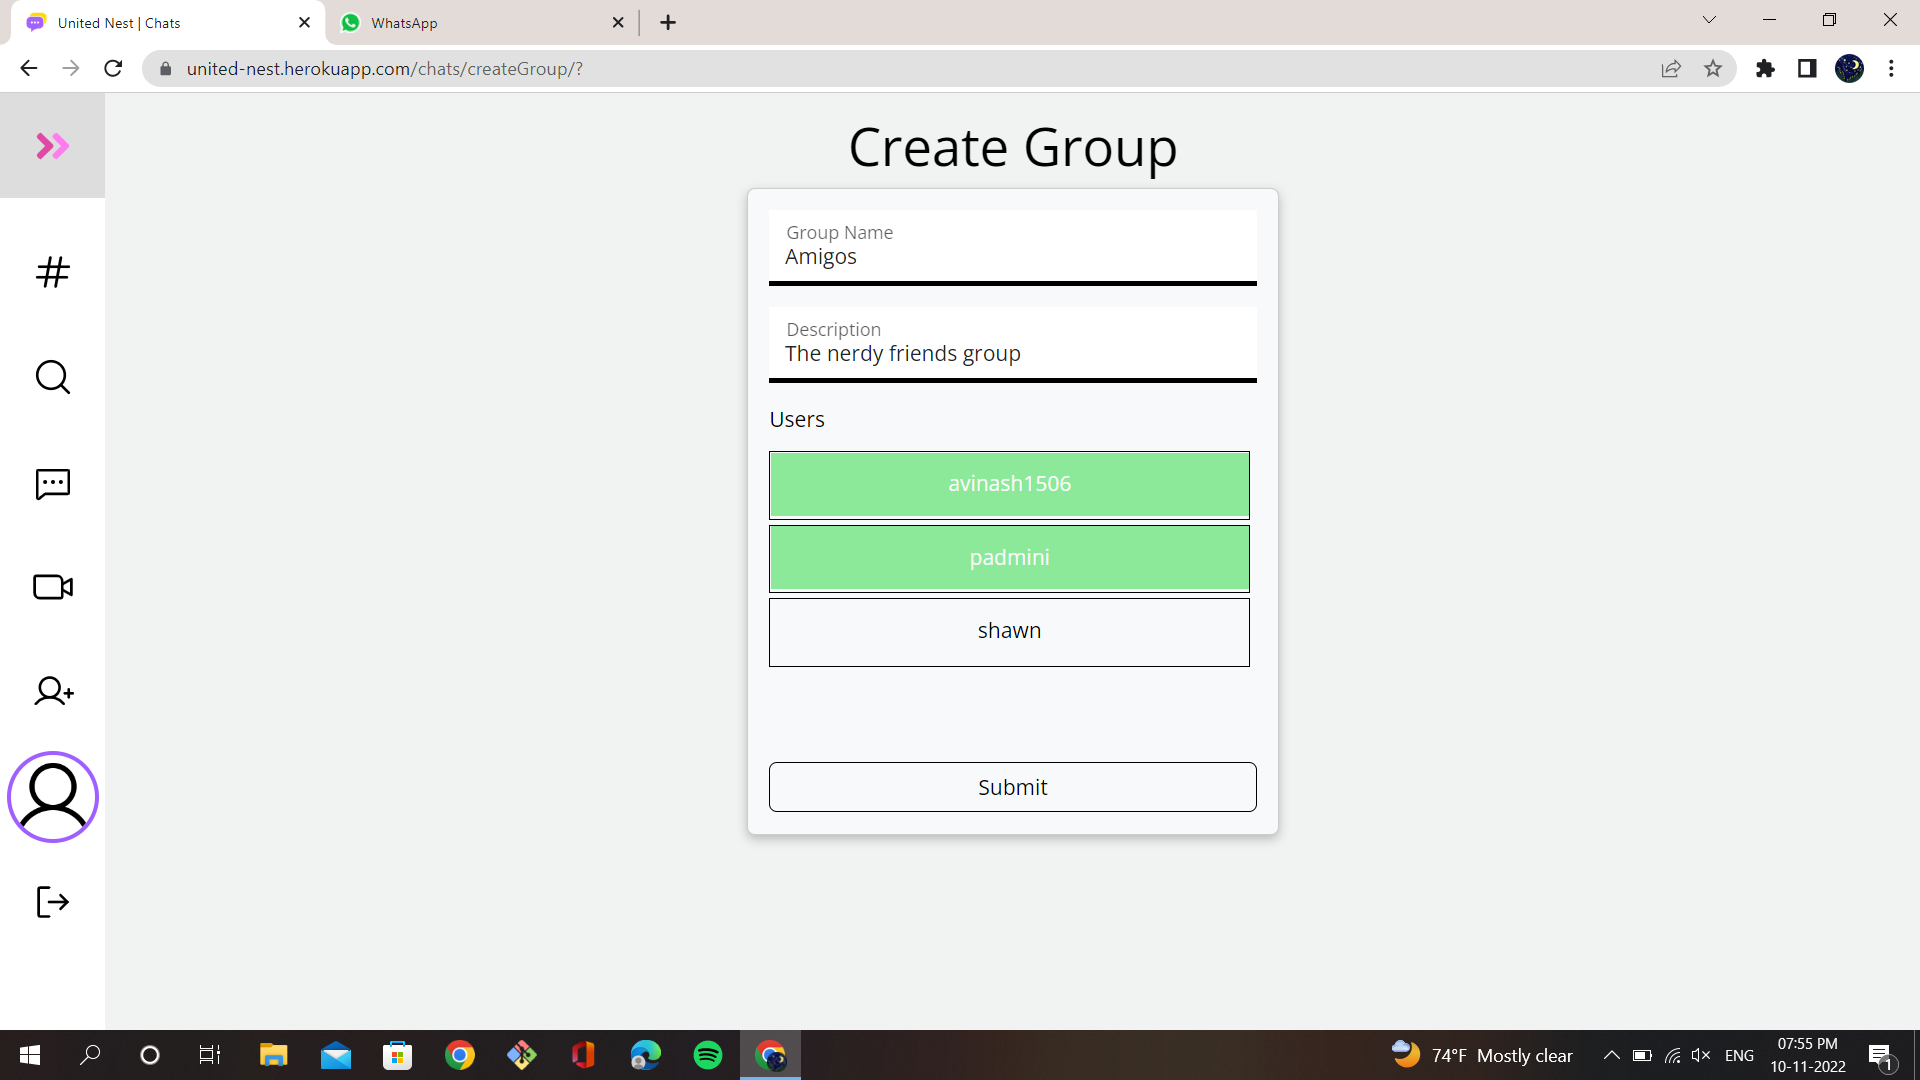 United Nest | Chats
WhatsApp
united-nest.herokuapp.com/chats/createGroup/?
Create Group
Group Name
Amigos
Description
The nerdy friends group
Users
avinash1506
padmini
shawn
Submit
74°F Mostly clear
ENG
07:55 PM
10-11-2022
1